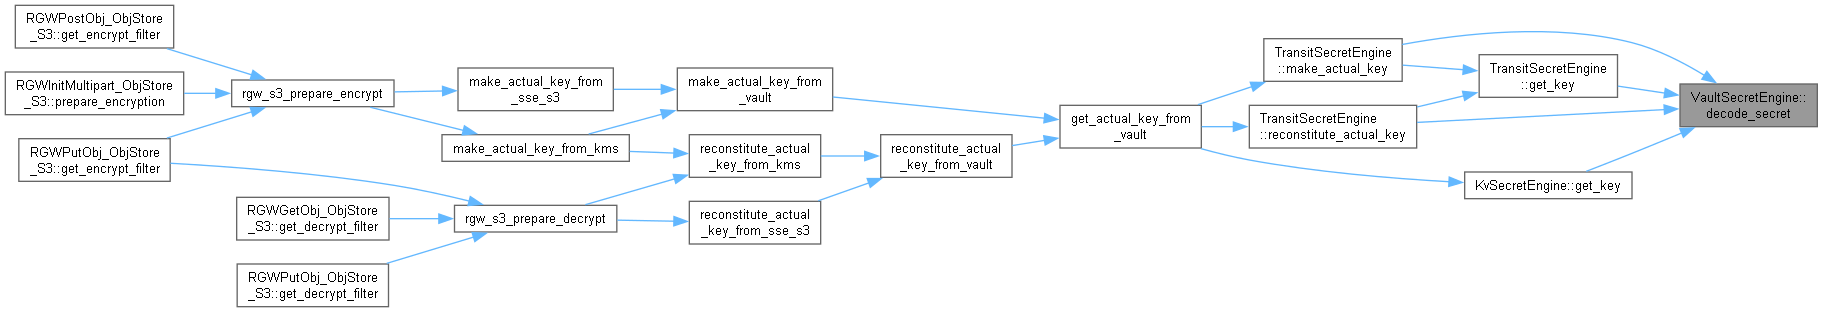 RGWPostObj_ObjStore
_S3::get_encrypt_filter
RGWInitMultipart_ObjStore
_S3::prepare_encryption
RGWPutObj_ObjStore
_S3::get_encrypt_filter
rgw_s3_prepare_encrypt
RGWGetObj_ObjStore
_S3::get_decrypt_filter
RGWPutObj_ObjStore
_S3::get_decrypt_filter
make_actual_key_from
_sse_s3
make_actual_key_from_kms
rgw_s3_prepare_decrypt
make_actual_key_from
_vault
reconstitute_actual
_key_from_kms
reconstitute_actual
_key_from_sse_s3
reconstitute_actual
_key_from_vault
get_actual_key_from
_vault
TransitSecretEngine
::make_actual_key
TransitSecretEngine
::reconstitute_actual_key
TransitSecretEngine
::get_key
KvSecretEngine::get_key
VaultSecretEngine::
decode_secret